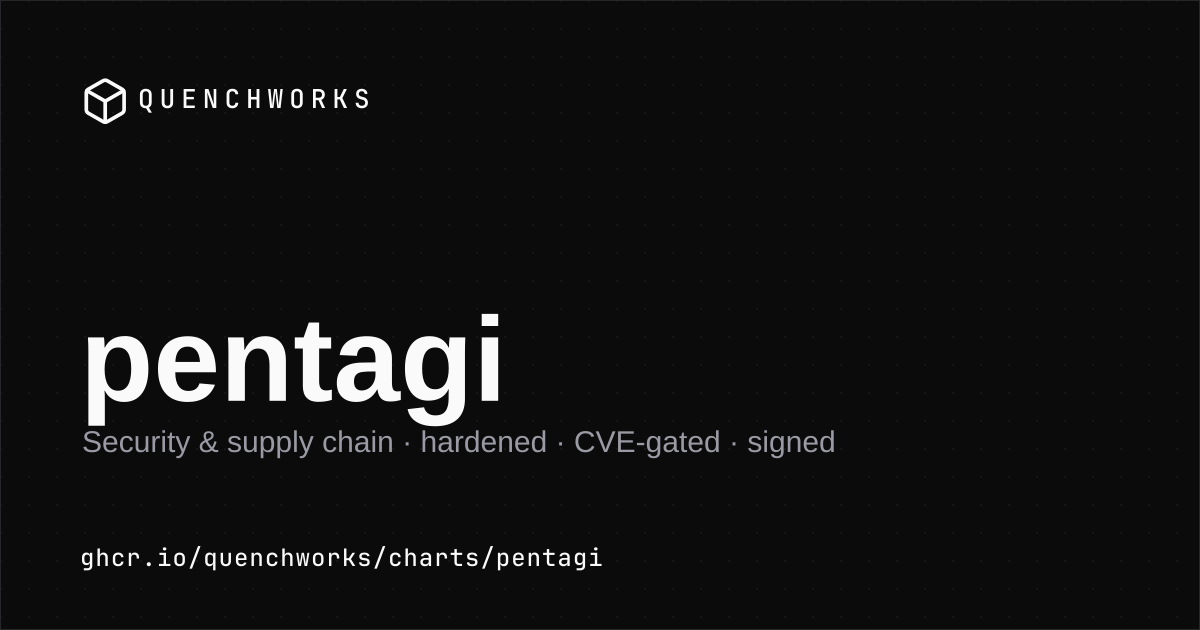 QUENCHWORKS
pentagi
Security & supply chain · hardened · CVE-gated · signed
ghcr.io/quenchworks/charts/pentagi